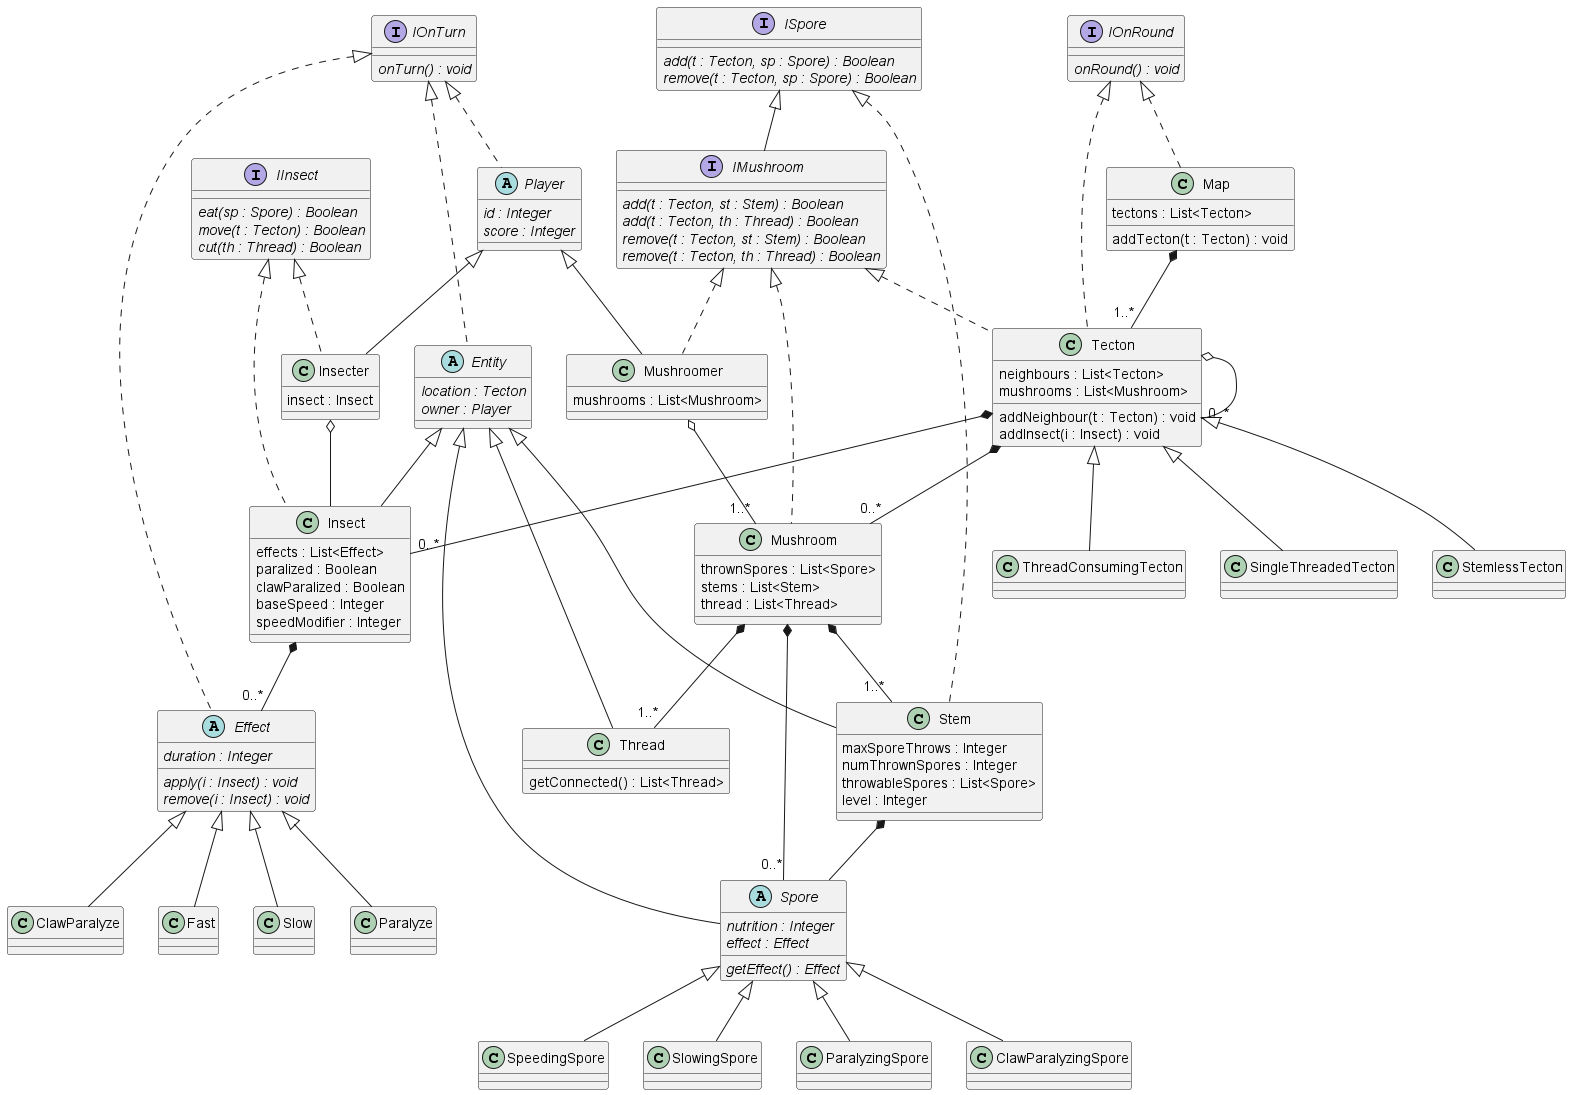 I IOnTurn
onTurn() : void
I ISpore
add(t : Tecton, sp : Spore) : Boolean
remove(t : Tecton, sp : Spore) : Boolean
I IOnRound
onRound() : void
I IInsect
eat(sp : Spore) : Boolean
move(t : Tecton) : Boolean
cut(th : Thread) : Boolean
A Player
id : Integer
score : Integer
I IMushroom
add(t : Tecton, st : Stem) : Boolean
add(t : Tecton, th : Thread) : Boolean
remove(t : Tecton, st : Stem) : Boolean
remove(t : Tecton, th : Thread) : Boolean
C Map
tectons : List<Tecton>
addTecton(t : Tecton) : void
1..*
C Insecter
insect : Insect
A Entity
location : Tecton
owner : Player
C Mushroomer
mushrooms : List<Mushroom>
C Tecton
neighbours : List<Tecton>
mushrooms : List<Mushroom>
addNeighbour(t : Tecton) : void
addInsect(i : Insect) : void
0..*
1..*
0..*
0..*
C Insect
effects : List<Effect>
paralized : Boolean
clawParalized : Boolean
baseSpeed : Integer
speedModifier : Integer
C Mushroom
thrownSpores : List<Spore>
stems : List<Stem>
thread : List<Thread>
C ThreadConsumingTecton
C SingleThreadedTecton
C StemlessTecton
0..*
1..*
1..*
A Effect
duration : Integer
apply(i : Insect) : void
remove(i : Insect) : void
C Thread
getConnected() : List<Thread>
C Stem
maxSporeThrows : Integer
numThrownSpores : Integer
throwableSpores : List<Spore>
level : Integer
0..*
C ClawParalyze
C Fast
C Slow
C Paralyze
A Spore
nutrition : Integer
effect : Effect
getEffect() : Effect
C SpeedingSpore
C SlowingSpore
C ParalyzingSpore
C ClawParalyzingSpore